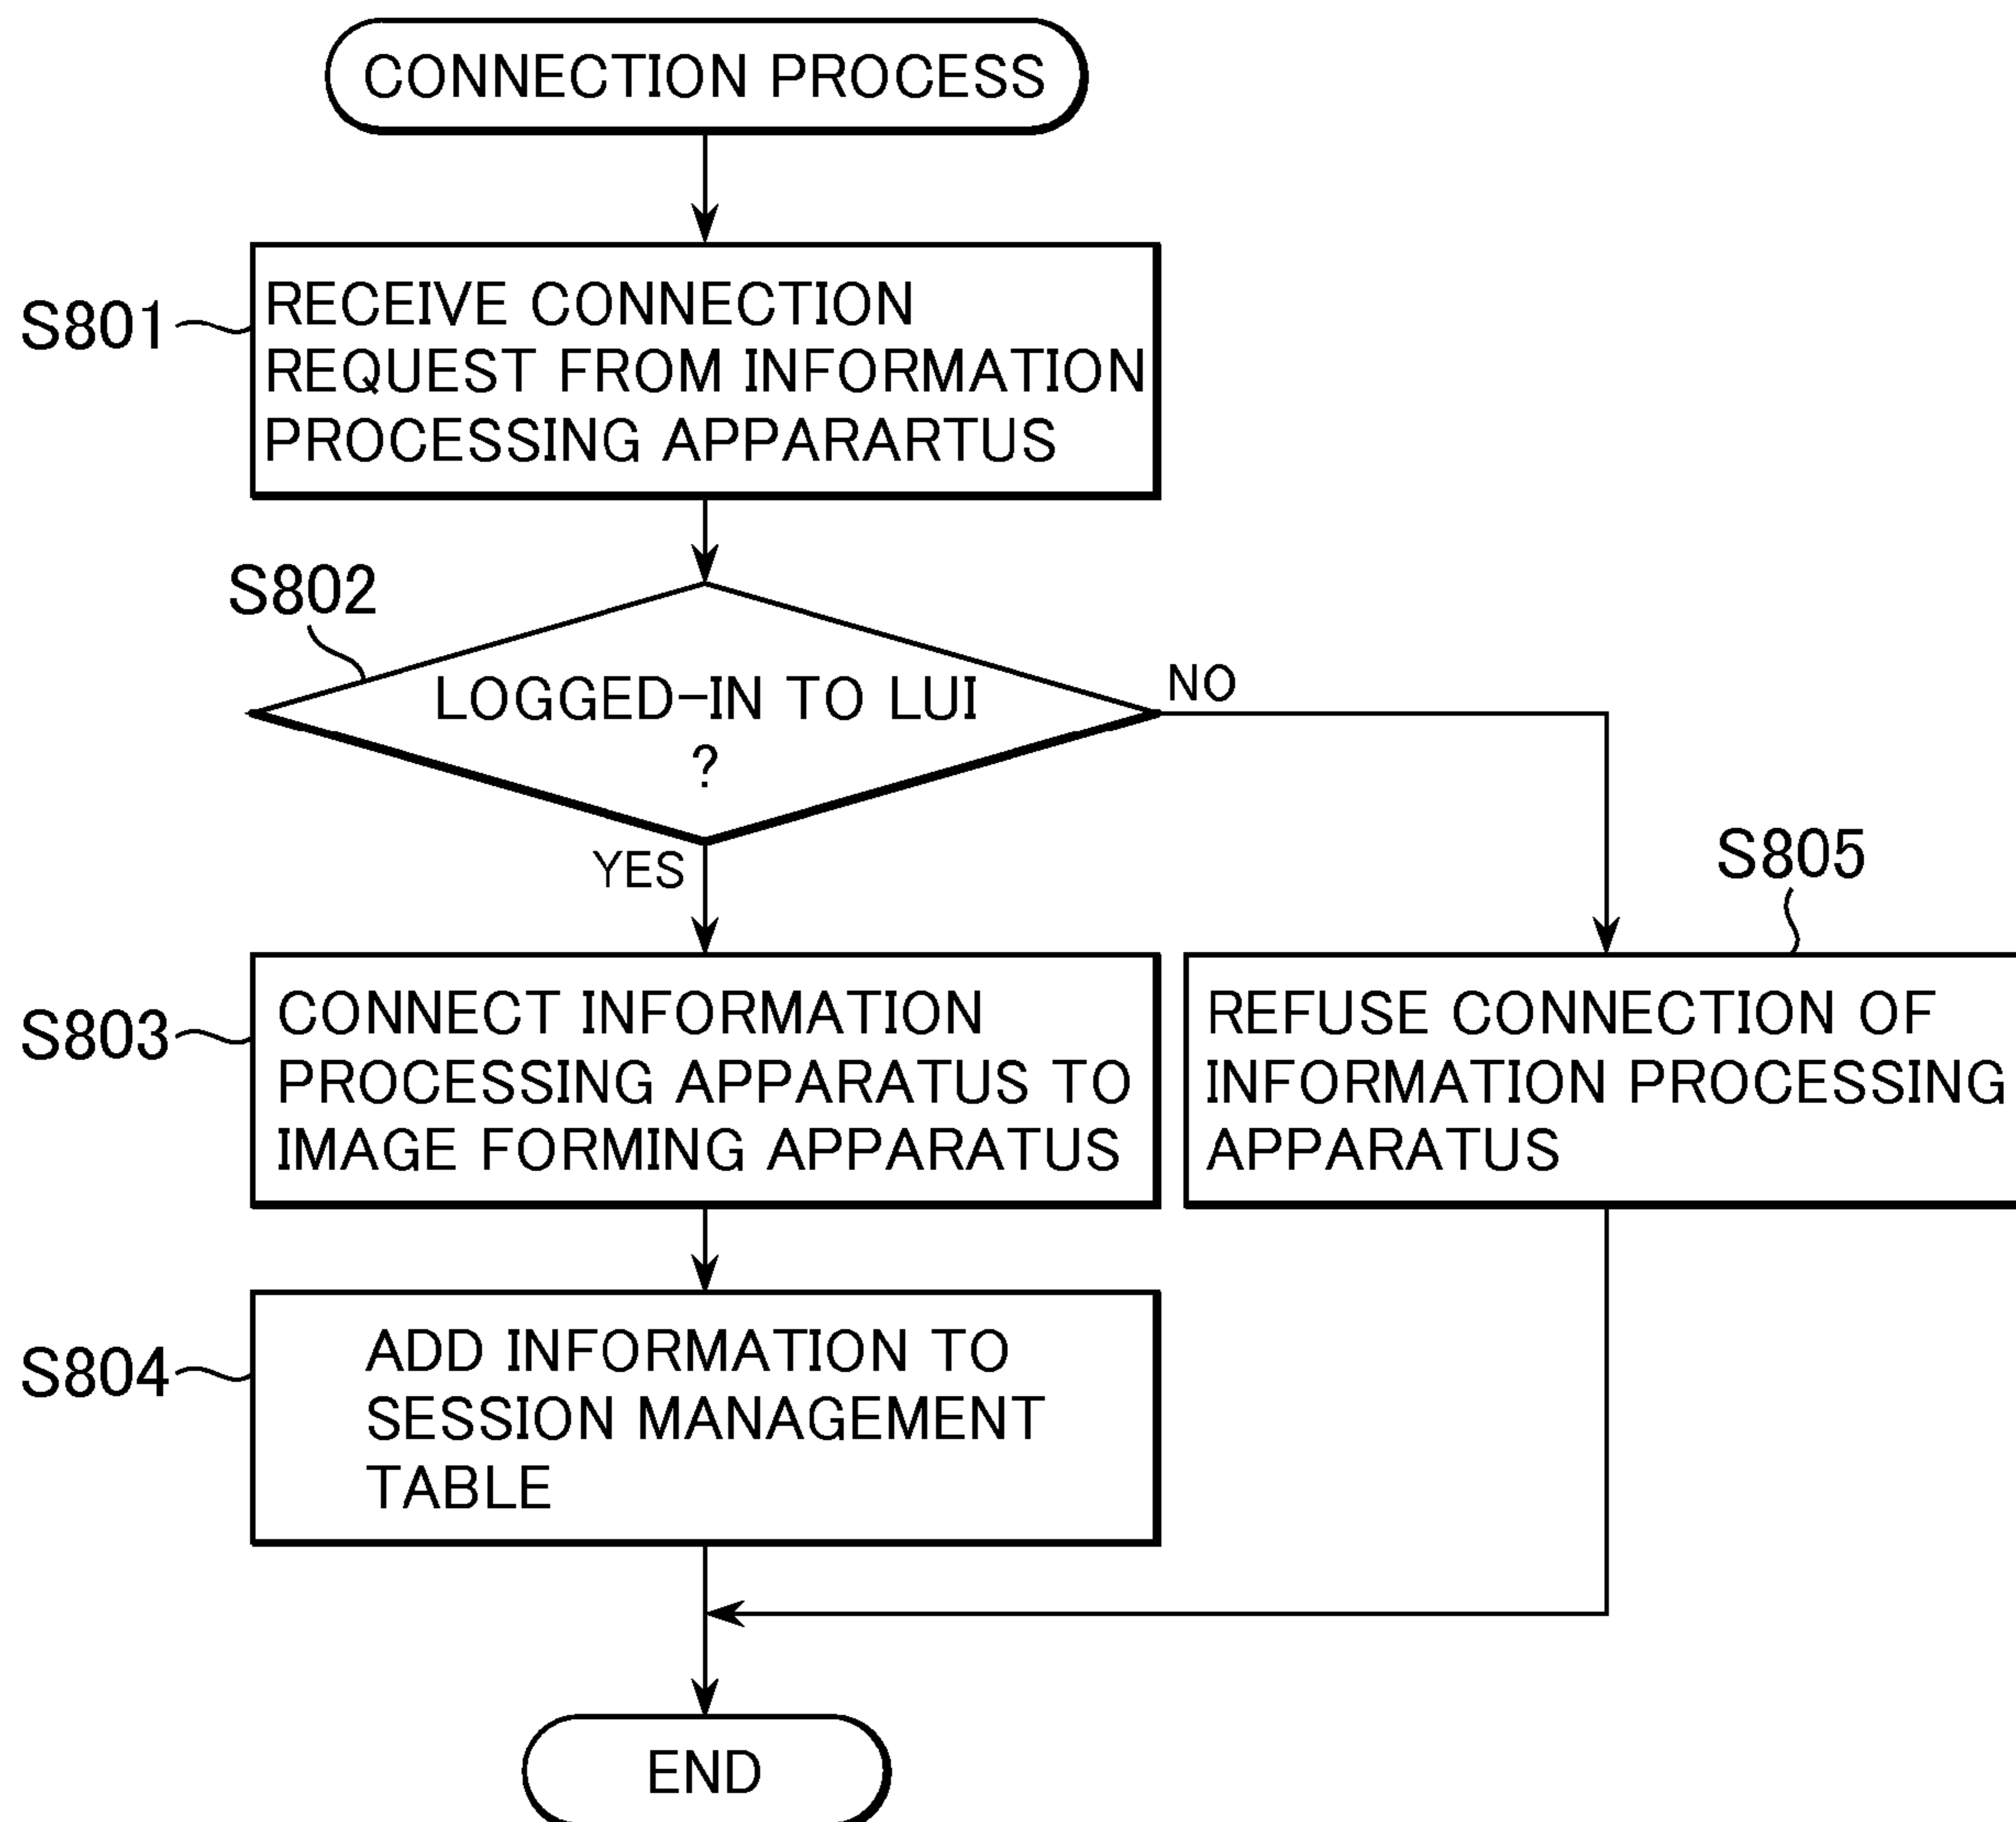 CONNECTION PROCESS
S801
RECEIVE CONNECTION
REQUEST FROM INFORMATION
PROCESSING APPARARTUS
S802
LOGGED-IN TO LUI
?
NO
YES
S805
S803
CONNECT INFORMATION
PROCESSING APPARATUS TO
IMAGE FORMING APPARATUS
REFUSE CONNECTION OF
INFORMATION PROCESSING
APPARATUS
S804
ADD INFORMATION TO
SESSION MANAGEMENT
TABLE
END